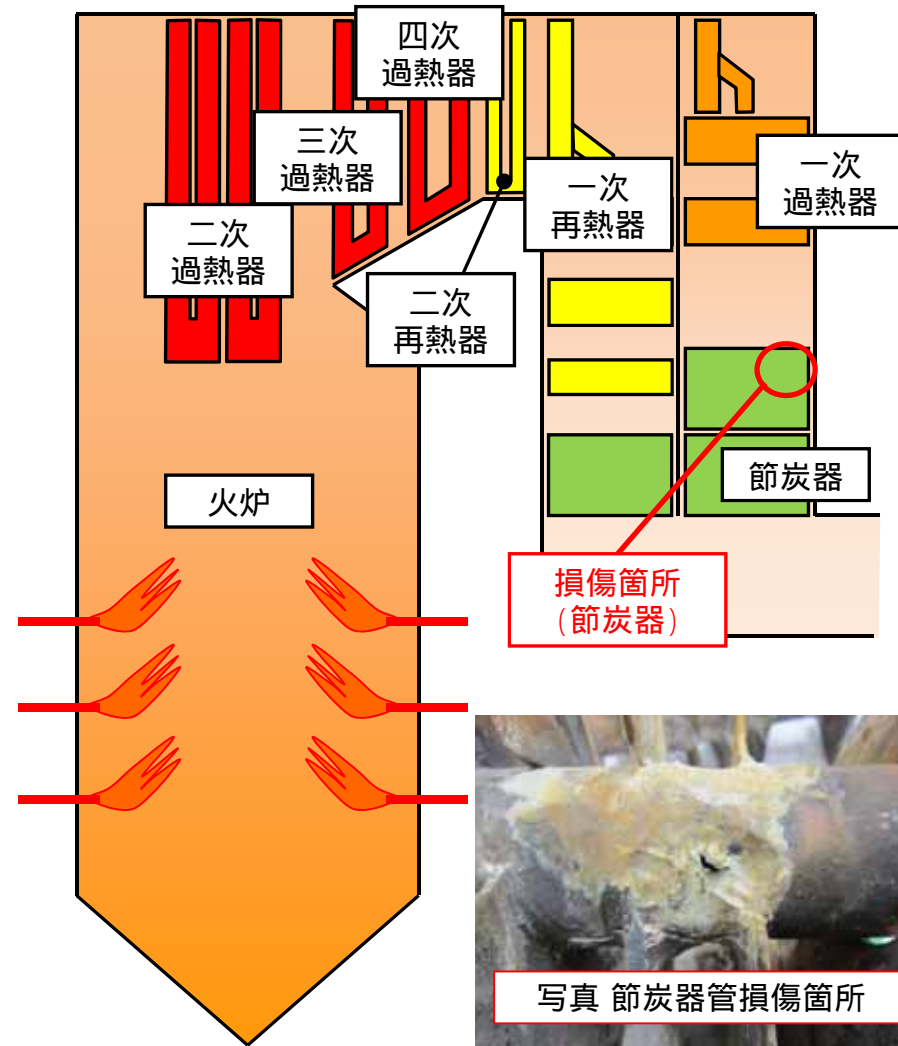 四次
過熱器
三次
過熱器
一次
過熱器
一次
再熱器
二次
過熱器
二次
再熱器
火炉
節炭器
損傷箇所
(節炭器)
写真 節炭器管損傷箇所